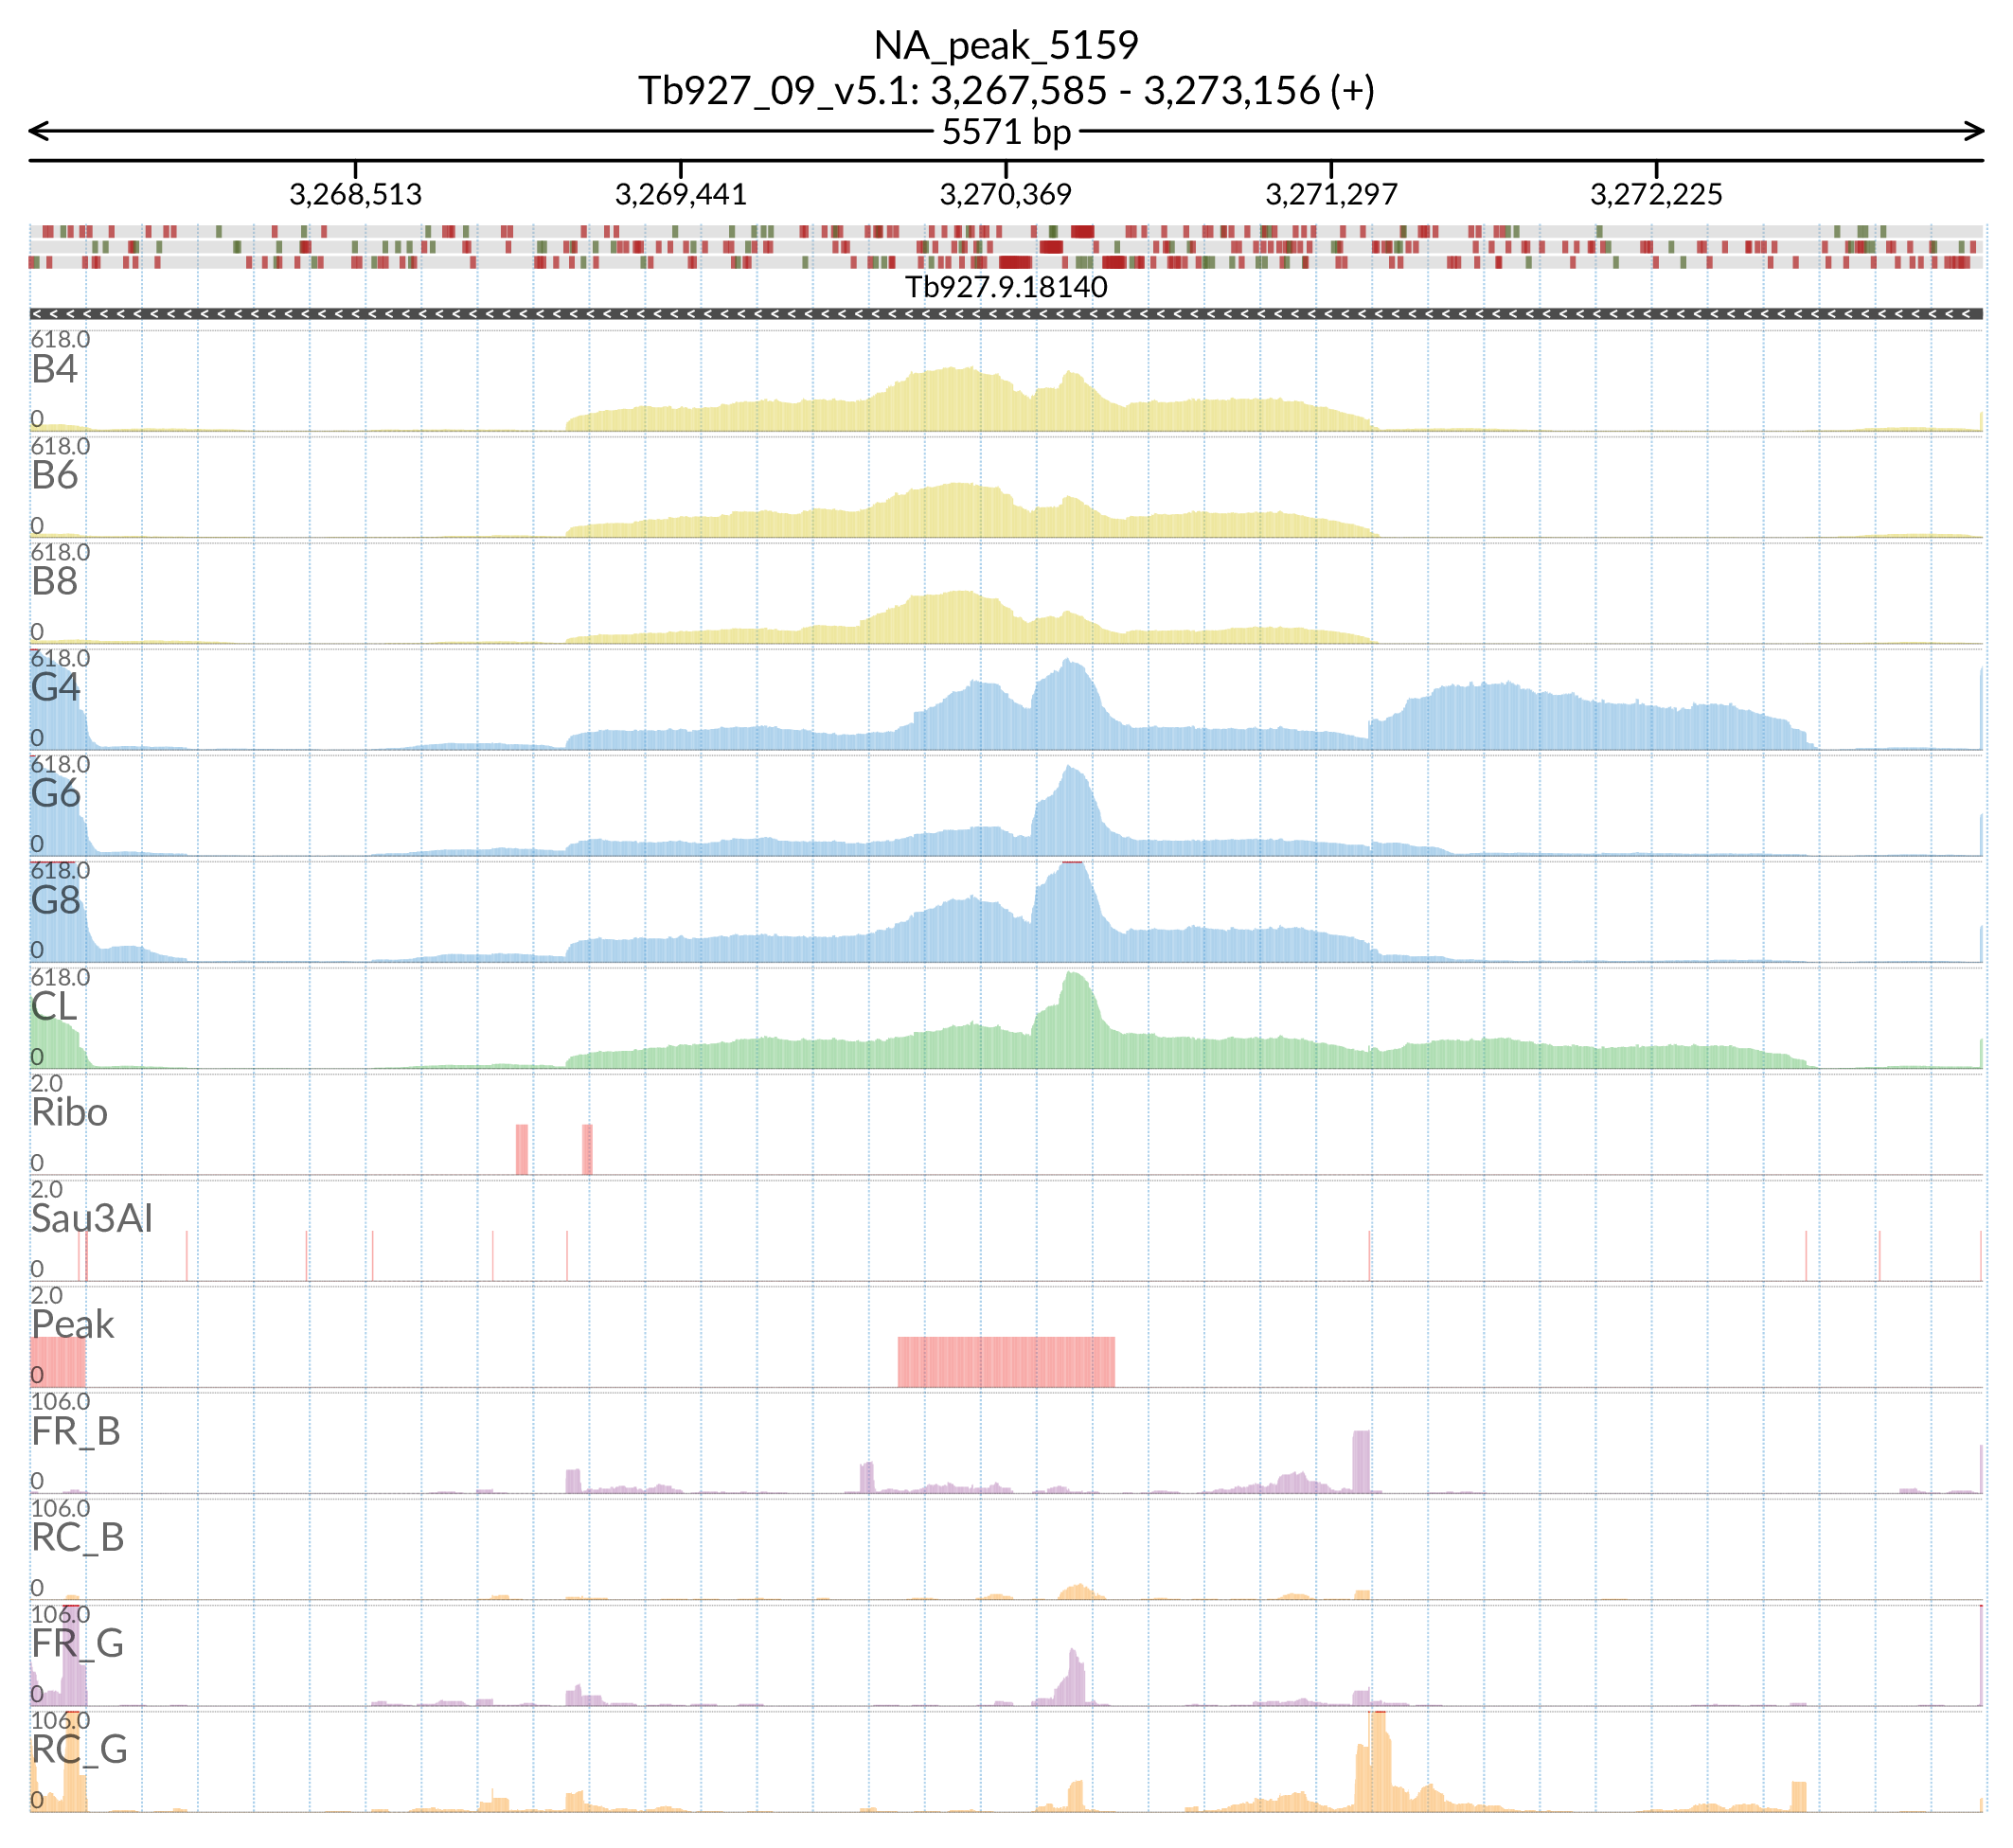 NA_peak_5159
Tb927_09_v5.1: 3,267,585 - 3,273,156 (+)
5571 bp
3,268,513 3,269,441 3,270,369 3,271,297 3,272,225
Tb927.9.18140
618.0
B4
0
618.0
B6
0
618.0
B8
0
618.0
G4
0
618.0
G6
0
618.0
G8
0
618.0
CL
0
2.0
Ribo
0
2.0
Sau3AI
0
2.0
Peak
0
106.0
FR_B
0
106.0
RC_B
0
106.0
FR_G
0
106.0
RC_G
0